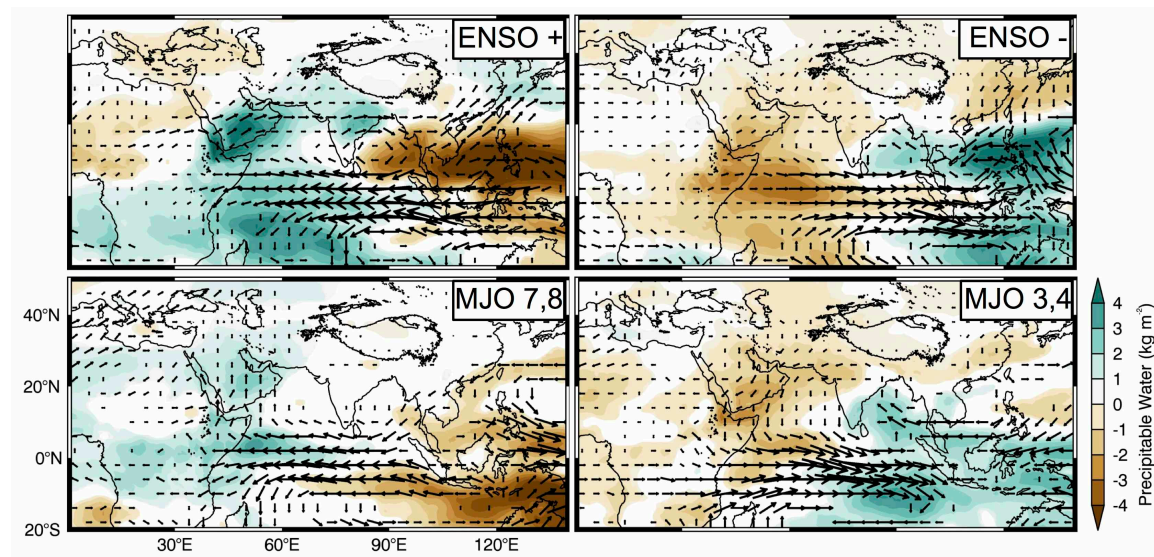 ENSO +
ENSO -
MJO 7,8
MJO 3,4
40°N
20°N
0°N
20°S
30°E
60°E
90°E
120°E
4
3
2
1
0
-1
-2
-3
-4
Precipitable Water (kg m⁻²)